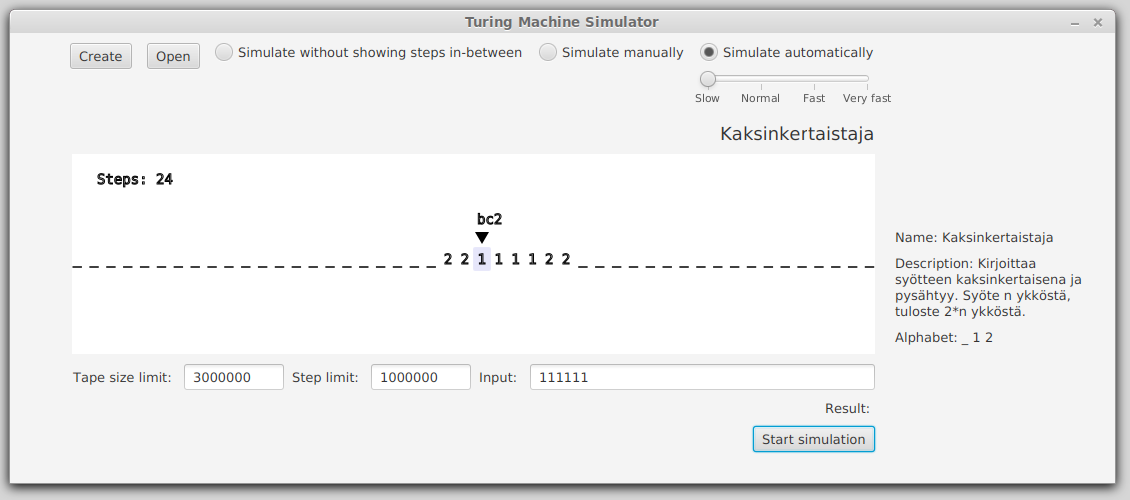 Turing Machine Simulator
Create Open Simulate without showing steps in-between Simulate manually Simulate automatically
Slow Normal Fast Very fast
Kaksinkertaistaja
Steps: 24
bc2
_ _ _ _ _ _ _ _ _ _ _ _ _ _ _ _ _ _ _ _ _ _ 2 2 1 1 1 1 2 2 _ _ _ _ _ _ _ _ _ _ _ _ _ _ _ _ _ _
Name: Kaksinkertaistaja
Description: Kirjoittaa
syötteen kaksinkertaisena ja
pysähtyy. Syöte n ykköstä,
tuloste 2*n ykköstä.
Alphabet: _ 1 2
Tape size limit: 3000000 Step limit: 1000000 Input: 111111
Result:
Start simulation